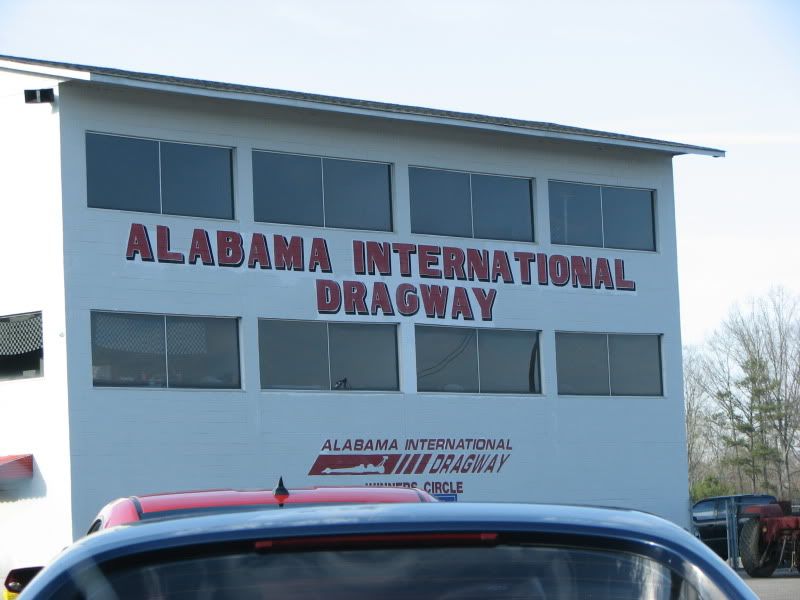 ALABAMA INTERNATIONAL
DRAGWAY
ALABAMA INTERNATIONAL
DRAGWAY
WINNERS CIRCLE